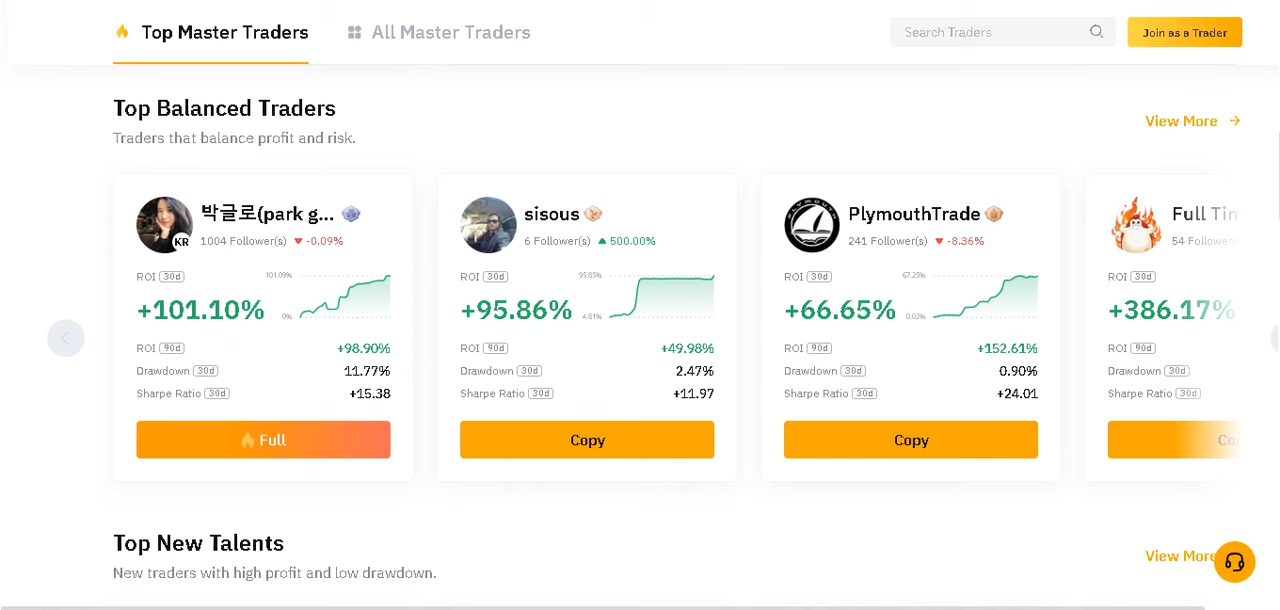 Top Master Traders
All Master Traders
Search Traders
Join as a Trader
Top Balanced Traders
Traders that balance profit and risk.
View More
박글로(park g...
KR
1004 Follower(s) -0.09%
ROI 30d
101.09%
+101.10%
0%
ROI 90d +98.90%
Drawdown 30d 11.77%
Sharpe Ratio 30d +15.38
Full
sisous
6 Follower(s) 500.00%
ROI 30d
95.85%
+95.86%
4.81%
ROI 90d +49.98%
Drawdown 30d 2.47%
Sharpe Ratio 30d +11.97
Copy
PLYMOUTH
PlymouthTrade
241 Follower(s) -8.36%
ROI 30d
67.25%
+66.65%
0.03%
ROI 90d +152.61%
Drawdown 30d 0.90%
Sharpe Ratio 30d +24.01
Copy
Full Tim
54 Follower
ROI 30d
+386.17%
ROI 90d
Drawdown 30d
Sharpe Ratio 30d
Co
Top New Talents
New traders with high profit and low drawdown.
View More